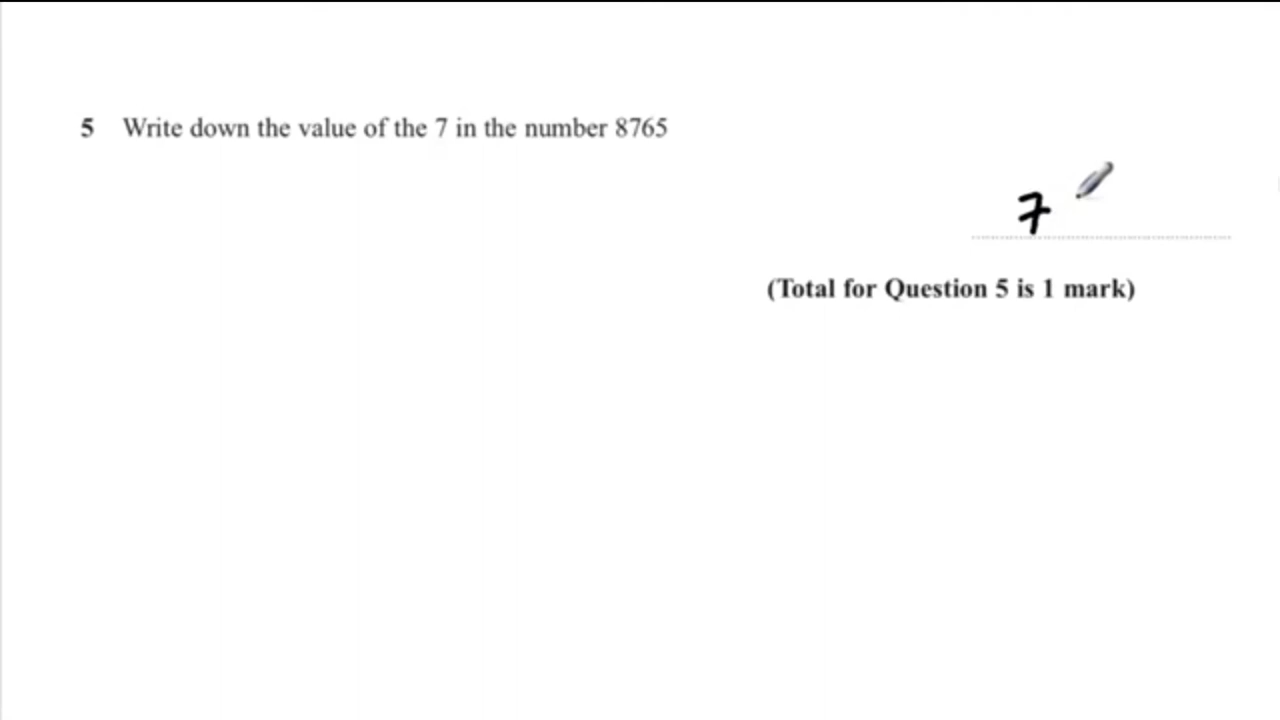 5 Write down the value of the 7 in the number 8765
7
(Total for Question 5 is 1 mark)